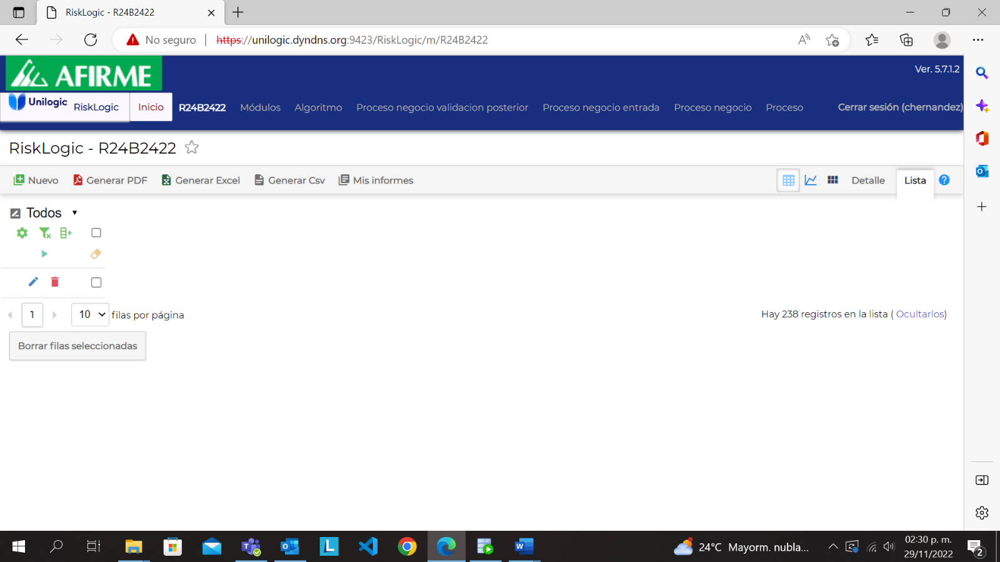 RiskLogic - R24B2422
No seguro
https://unilogic.dyndns.org:9423/RiskLogic/m/R24B2422
AFIRME
Ver. 5.7.1.2
Unilogic RiskLogic Inicio R24B2422 Módulos Algoritmo Proceso negocio validacion posterior Proceso negocio entrada Proceso negocio Proceso Cerrar sesión (chernandez)
RiskLogic - R24B2422
Nuevo Generar PDF Generar Excel Generar Csv Mis informes Detalle Lista ?
Todos
1 10 filas por página Hay 238 registros en la lista ( Ocultarlos)
Borrar filas seleccionadas
24°C Mayorm. nubla...
02:30 p. m.
29/11/2022
2